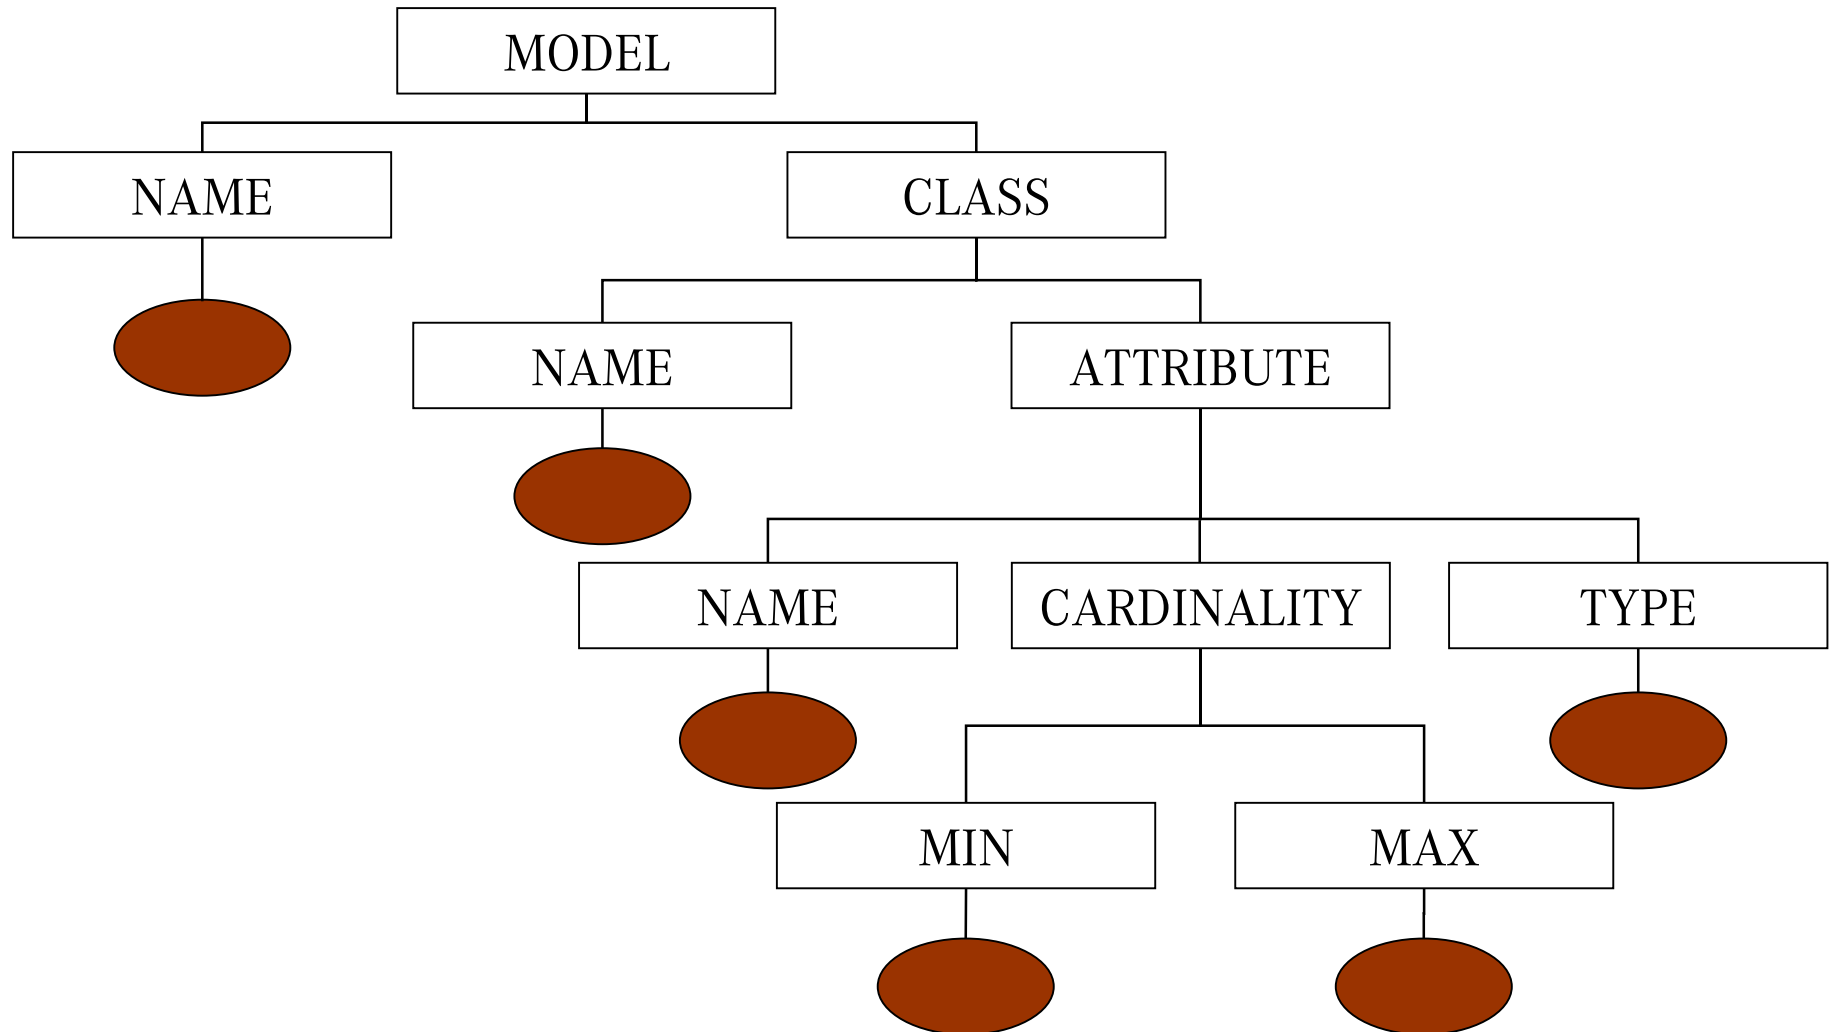 MODEL
NAME
CLASS
NAME
ATTRIBUTE
NAME
CARDINALITY
TYPE
MIN
MAX